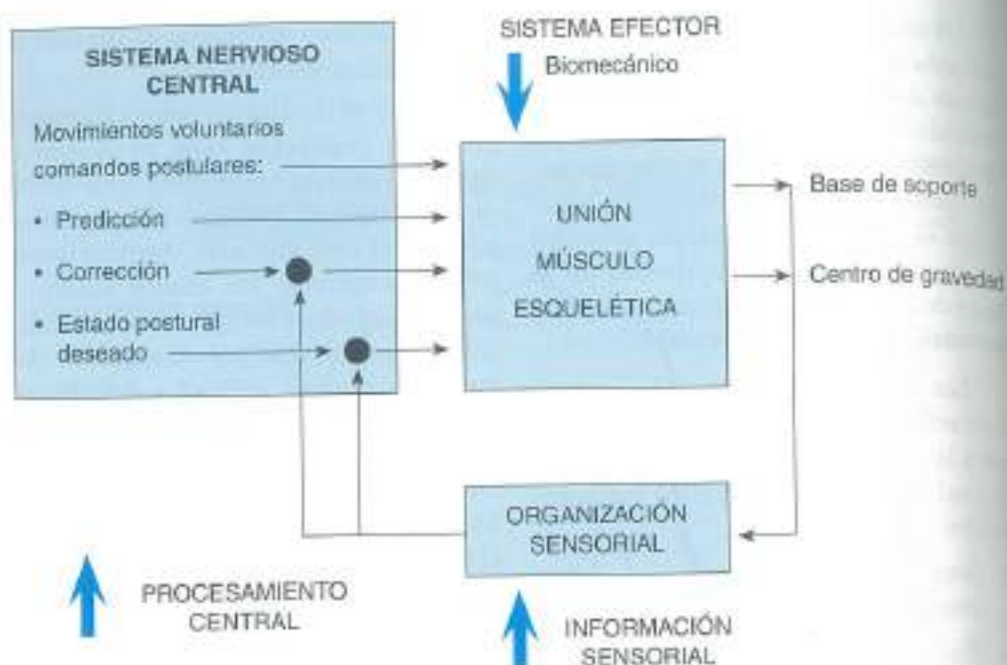 SISTEMA NERVIOSO
CENTRAL
Movimientos voluntarios
comandos postulares:
• Predicción
• Corrección
• Estado postural
deseado
SISTEMA EFECTOR
Biomecánico
UNIÓN
MÚSCULO
ESQUELÉTICA
Base de soporte
Centro de gravedad
ORGANIZACIÓN
SENSORIAL
PROCESAMIENTO
CENTRAL
INFORMACIÓN
SENSORIAL